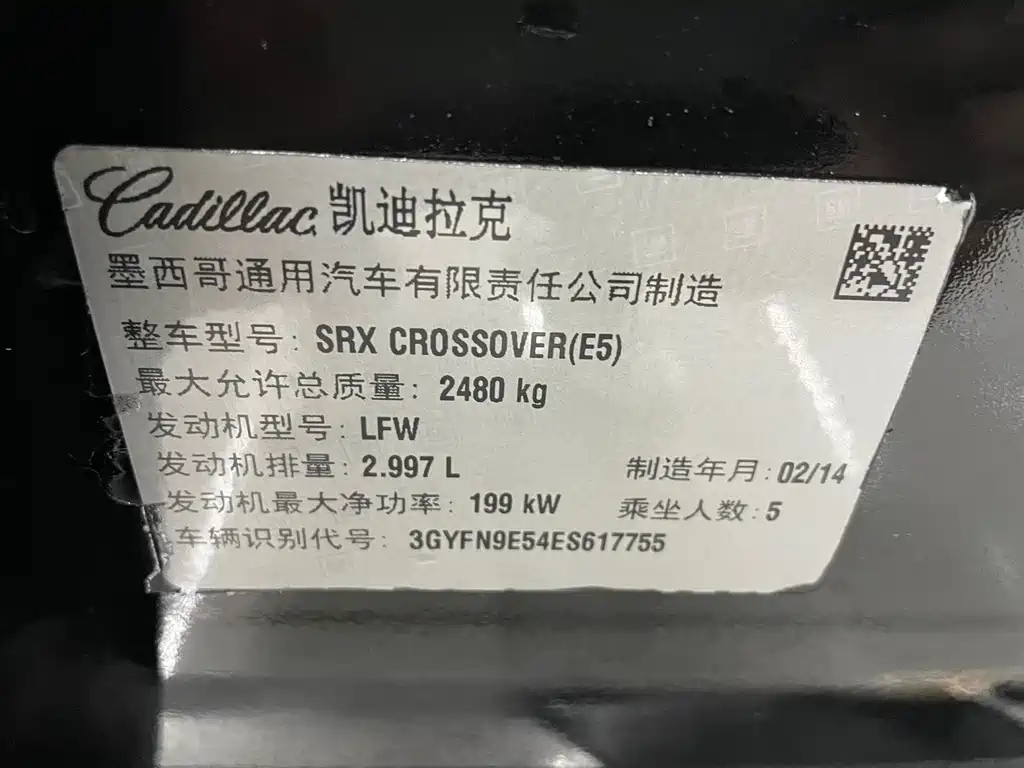 Cadillac 凯迪拉克
墨西哥通用汽车有限责任公司制造
整车型号: SRX CROSSOVER(E5)
最大允许总质量: 2480 kg
发动机型号: LFW
发动机排量: 2.997 L
制造年月: 02/14
发动机最大净功率: 199 kW
乘坐人数: 5
车辆识别代号: 3GYFN9E54ES617755